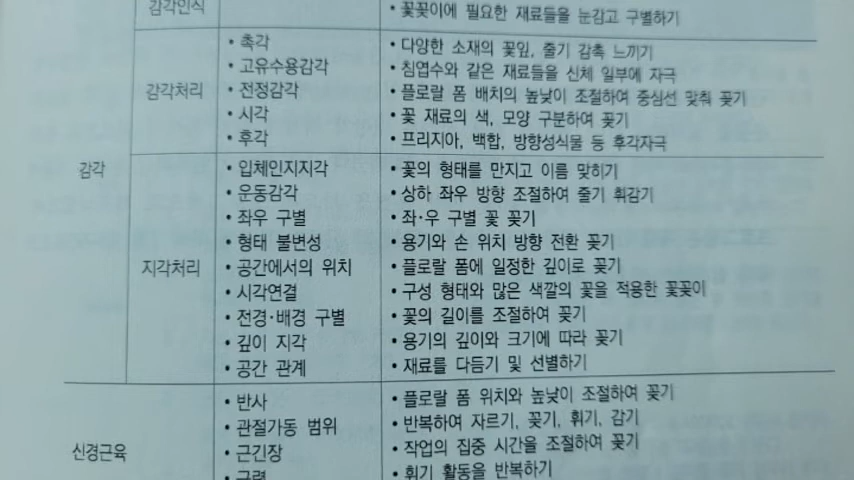 감각인식
• 꽃꽂이에 필요한 재료들을 눈감고 구별하기
감각
감각처리
• 촉각
• 고유수용감각
• 전정감각
• 시각
• 후각
• 다양한 소재의 꽃잎, 줄기 감촉 느끼기
• 침엽수와 같은 재료들을 신체 일부에 자극
• 플로랄 폼 배치의 높낮이 조절하여 중심선 맞춰 꽂기
• 꽃 재료의 색, 모양 구분하여 꽂기
• 프리지아, 백합, 방향성식물 등 후각자극
지각처리
• 입체인지지각
• 운동감각
• 좌우 구별
• 형태 불변성
• 공간에서의 위치
• 시각연결
• 전경·배경 구별
• 깊이 지각
• 공간 관계
• 꽃의 형태를 만지고 이름 맞히기
• 상하 좌우 방향 조절하여 줄기 휘감기
• 좌·우 구별 꽃 꽂기
• 용기와 손 위치 방향 전환 꽂기
• 플로랄 폼에 일정한 깊이로 꽂기
• 구성 형태와 많은 색깔의 꽃을 적용한 꽃꽂이
• 꽃의 길이를 조절하여 꽂기
• 용기의 깊이와 크기에 따라 꽂기
• 재료를 다듬기 및 선별하기
신경근육
• 반사
• 관절가동 범위
• 근긴장
• 근력
• 플로랄 폼 위치와 높낮이 조절하여 꽂기
• 반복하여 자르기, 꽂기, 휘기, 감기
• 작업의 집중 시간을 조절하여 꽂기
• 휘기 활동을 반복하기